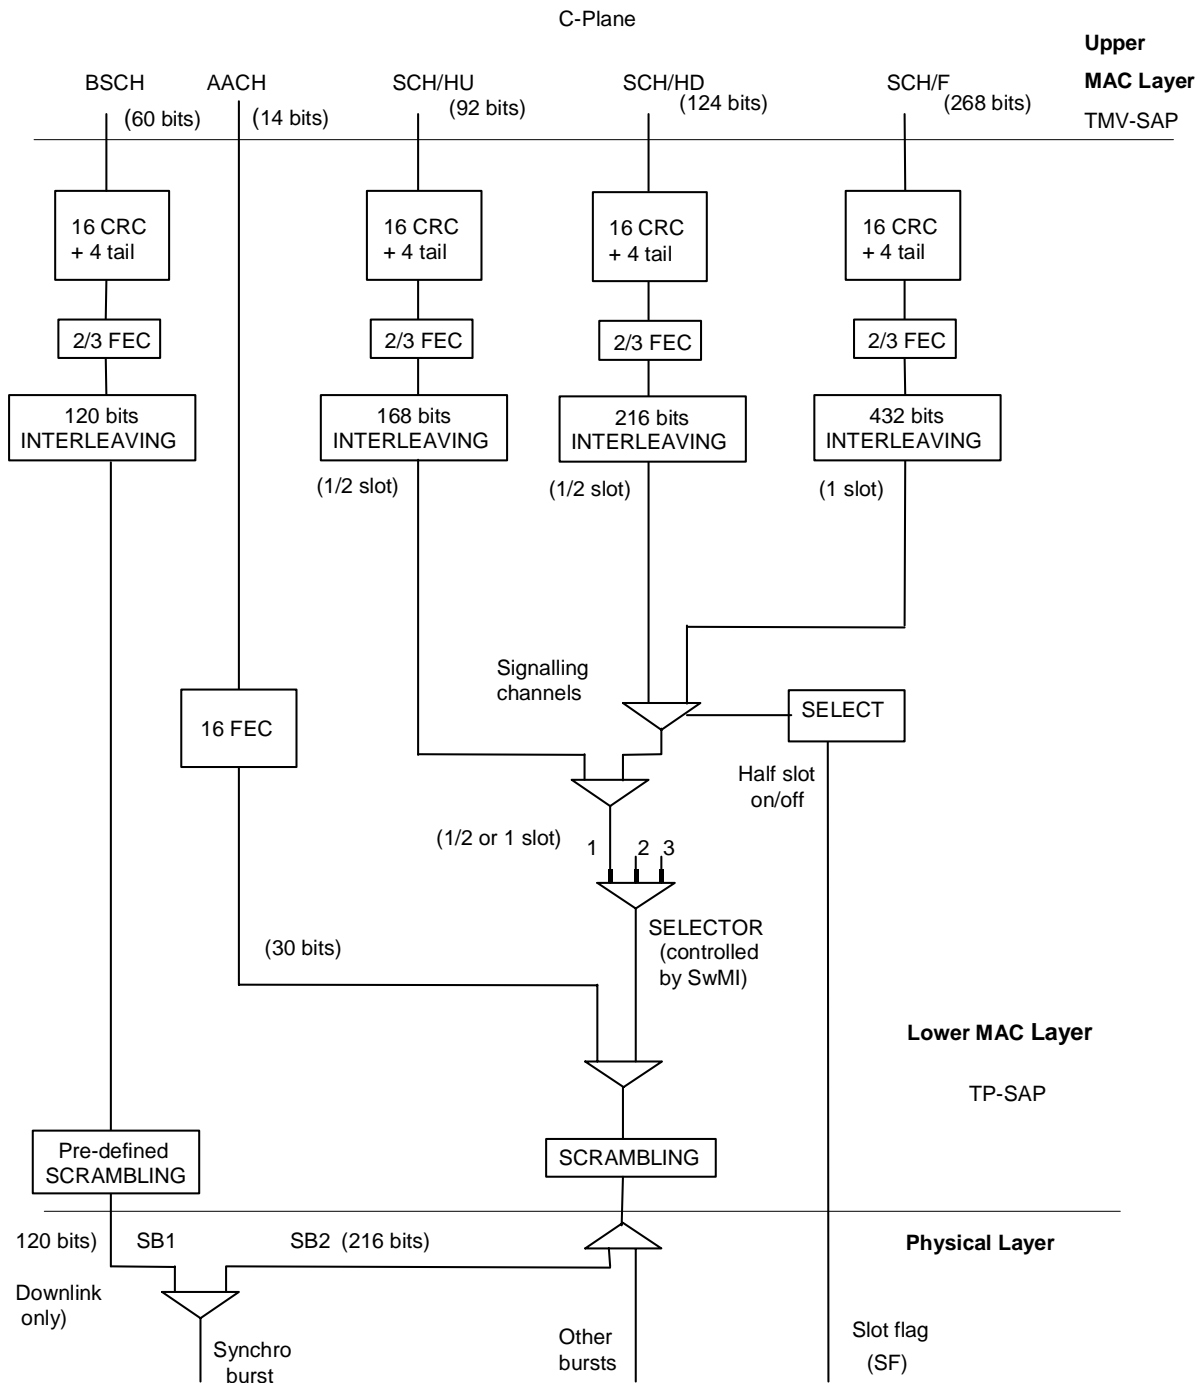 C-Plane
Upper
BSCH AACH SCH/HU SCH/HD SCH/F MAC Layer
(60 bits) (14 bits) (92 bits) (124 bits) (268 bits) TMV-SAP
16 CRC
+ 4 tail
16 CRC
+ 4 tail
16 CRC
+ 4 tail
16 CRC
+ 4 tail
2/3 FEC 2/3 FEC 2/3 FEC 2/3 FEC
120 bits
INTERLEAVING
168 bits
INTERLEAVING
216 bits
INTERLEAVING
432 bits
INTERLEAVING
(1/2 slot) (1/2 slot) (1 slot)
Signalling
channels
16 FEC
SELECT
Half slot
on/off
(1/2 or 1 slot) 1 2 3
SELECTOR
(controlled
by SwMI)
(30 bits)
Lower MAC Layer
TP-SAP
Pre-defined
SCRAMBLING
SCRAMBLING
120 bits) SB1 SB2 (216 bits) Physical Layer
Downlink
only)
Synchro
burst
Other
bursts
Slot flag
(SF)